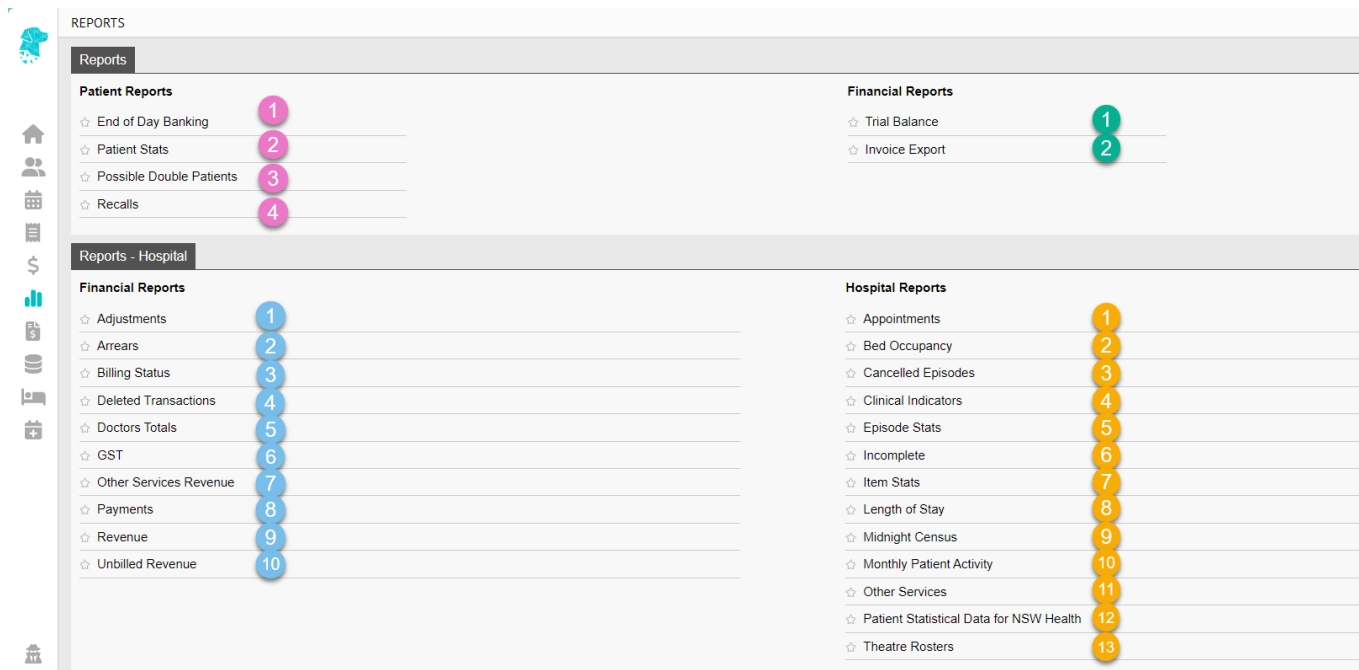 REPORTS
Reports
Patient Reports
End of Day Banking 1
Patient Stats 2
Possible Double Patients 3
Recalls 4
Financial Reports
Trial Balance 1
Invoice Export 2
Reports - Hospital
Financial Reports
Adjustments 1
Arrears 2
Billing Status 3
Deleted Transactions 4
Doctors Totals 5
GST 6
Other Services Revenue 7
Payments 8
Revenue 9
Unbilled Revenue 10
Hospital Reports
Appointments 1
Bed Occupancy 2
Cancelled Episodes 3
Clinical Indicators 4
Episode Stats 5
Incomplete 6
Item Stats 7
Length of Stay 8
Midnight Census 9
Monthly Patient Activity 10
Other Services 11
Patient Statistical Data for NSW Health 12
Theatre Rosters 13